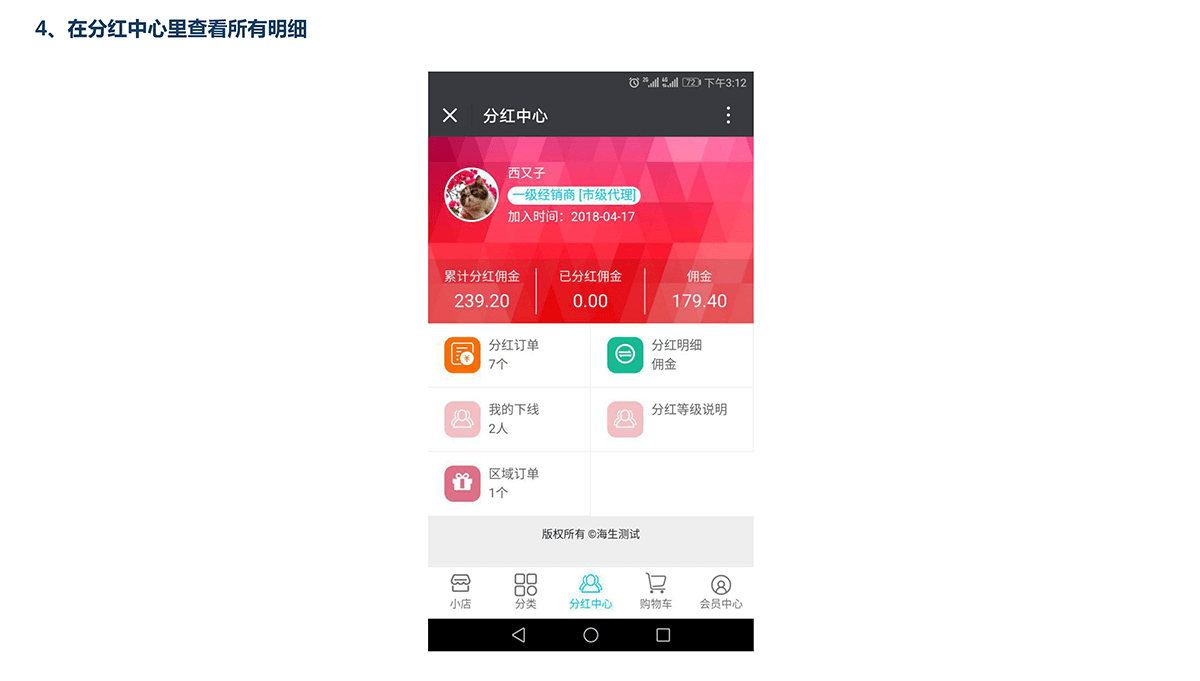 4、在分红中心里查看所有明细
72 下午3:12
分红中心
西又子
一级经销商 [市级代理]
加入时间：2018-04-17
累计分红佣金 已分红佣金 佣金
239.20 0.00 179.40
分红订单 分红明细
7个 佣金
我的下线 分红等级说明
2人
区域订单
1个
版权所有 ©海生测试
小店 分类 分红中心 购物车 会员中心